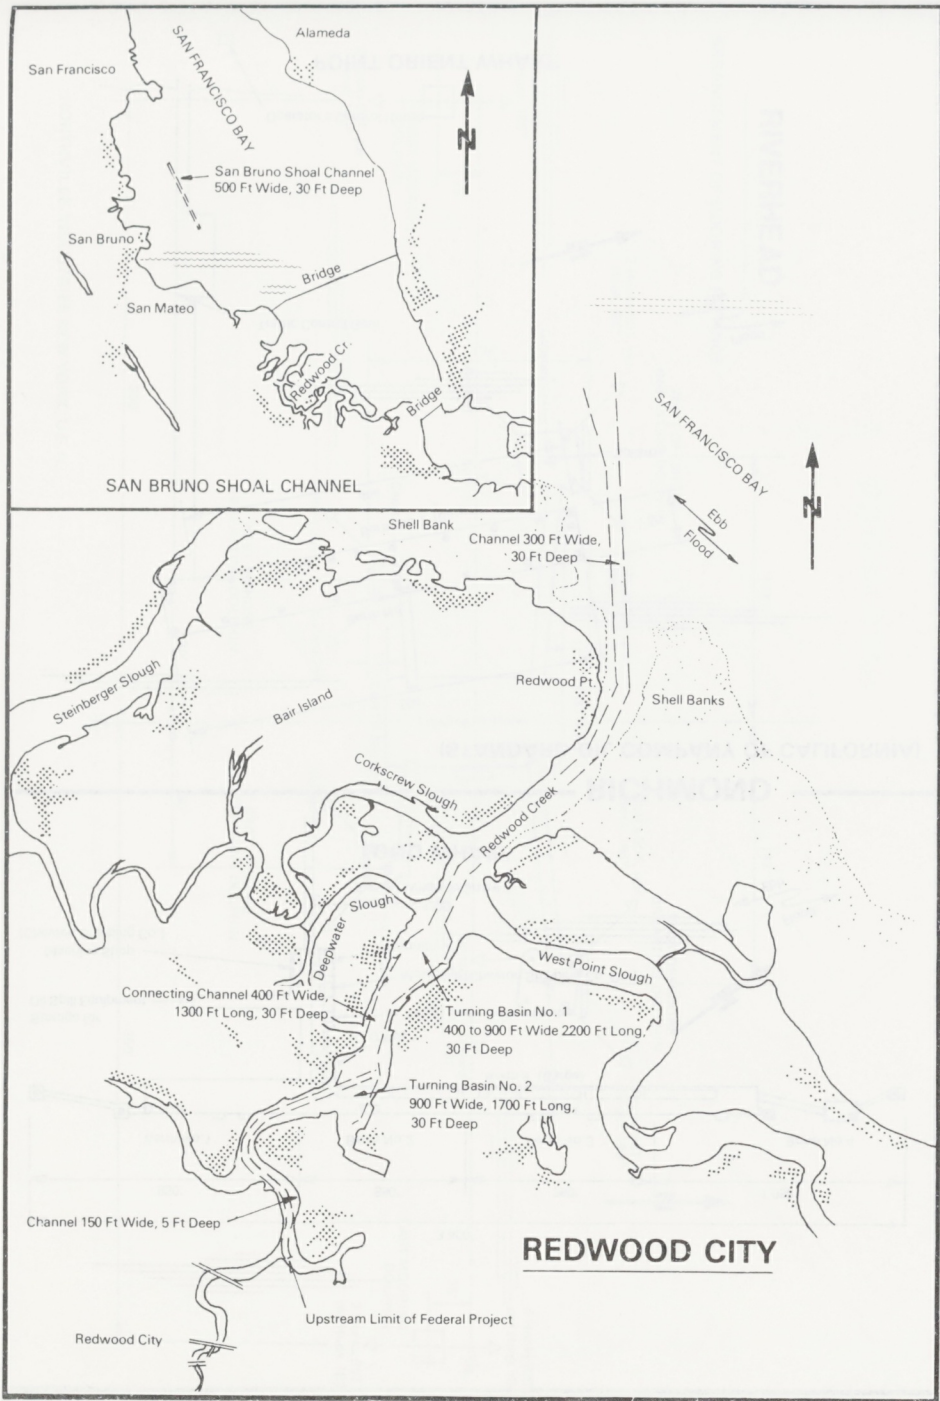 Alameda
San Francisco
SAN FRANCISCO BAY
N
San Bruno Shoal Channel
500 Ft Wide, 30 Ft Deep
San Bruno
Bridge
San Mateo
Redwood Cr.
Bridge
SAN BRUNO SHOAL CHANNEL
SAN FRANCISCO BAY
N
Ebb
Flood
Shell Bank
Channel 300 Ft Wide,
30 Ft Deep
Steinberger Slough
Redwood Pt.
Shell Banks
Bair Island
Corkscrew Slough
Redwood Creek
Deepwater Slough
West Point Slough
Connecting Channel 400 Ft Wide,
1300 Ft Long, 30 Ft Deep
Turning Basin No. 1
400 to 900 Ft Wide 2200 Ft Long,
30 Ft Deep
Turning Basin No. 2
900 Ft Wide, 1700 Ft Long,
30 Ft Deep
Channel 150 Ft Wide, 5 Ft Deep
REDWOOD CITY
Upstream Limit of Federal Project
Redwood City